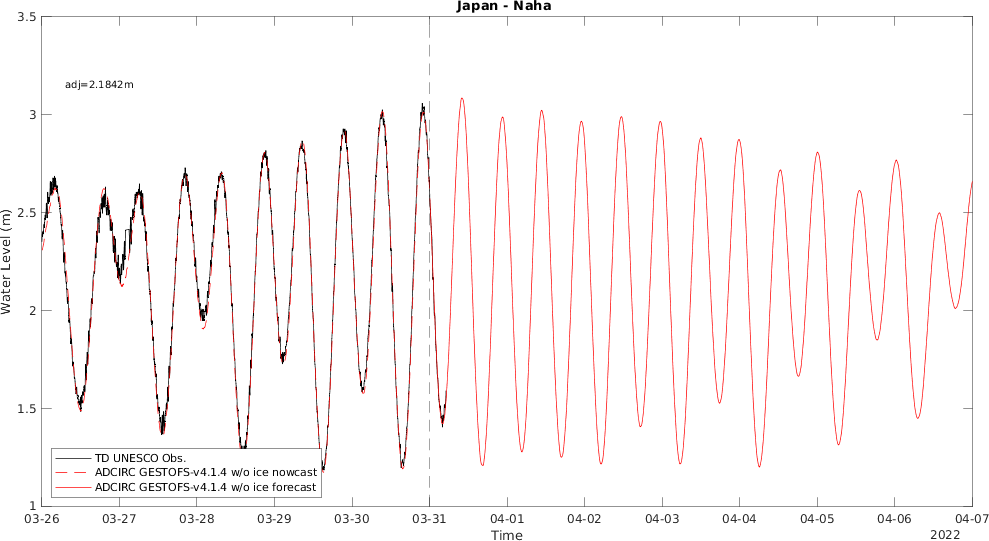 Japan - Naha
3.5
adj=2.1842m
3
2.5
Water Level (m)
2
1.5
TD UNESCO Obs.
ADCIRC GESTOFS-v4.1.4 w/o ice nowcast
ADCIRC GESTOFS-v4.1.4 w/o ice forecast
1
03-26 03-27 03-28 03-29 03-30 03-31 04-01 04-02 04-03 04-04 04-05 04-06 04-07
Time
2022